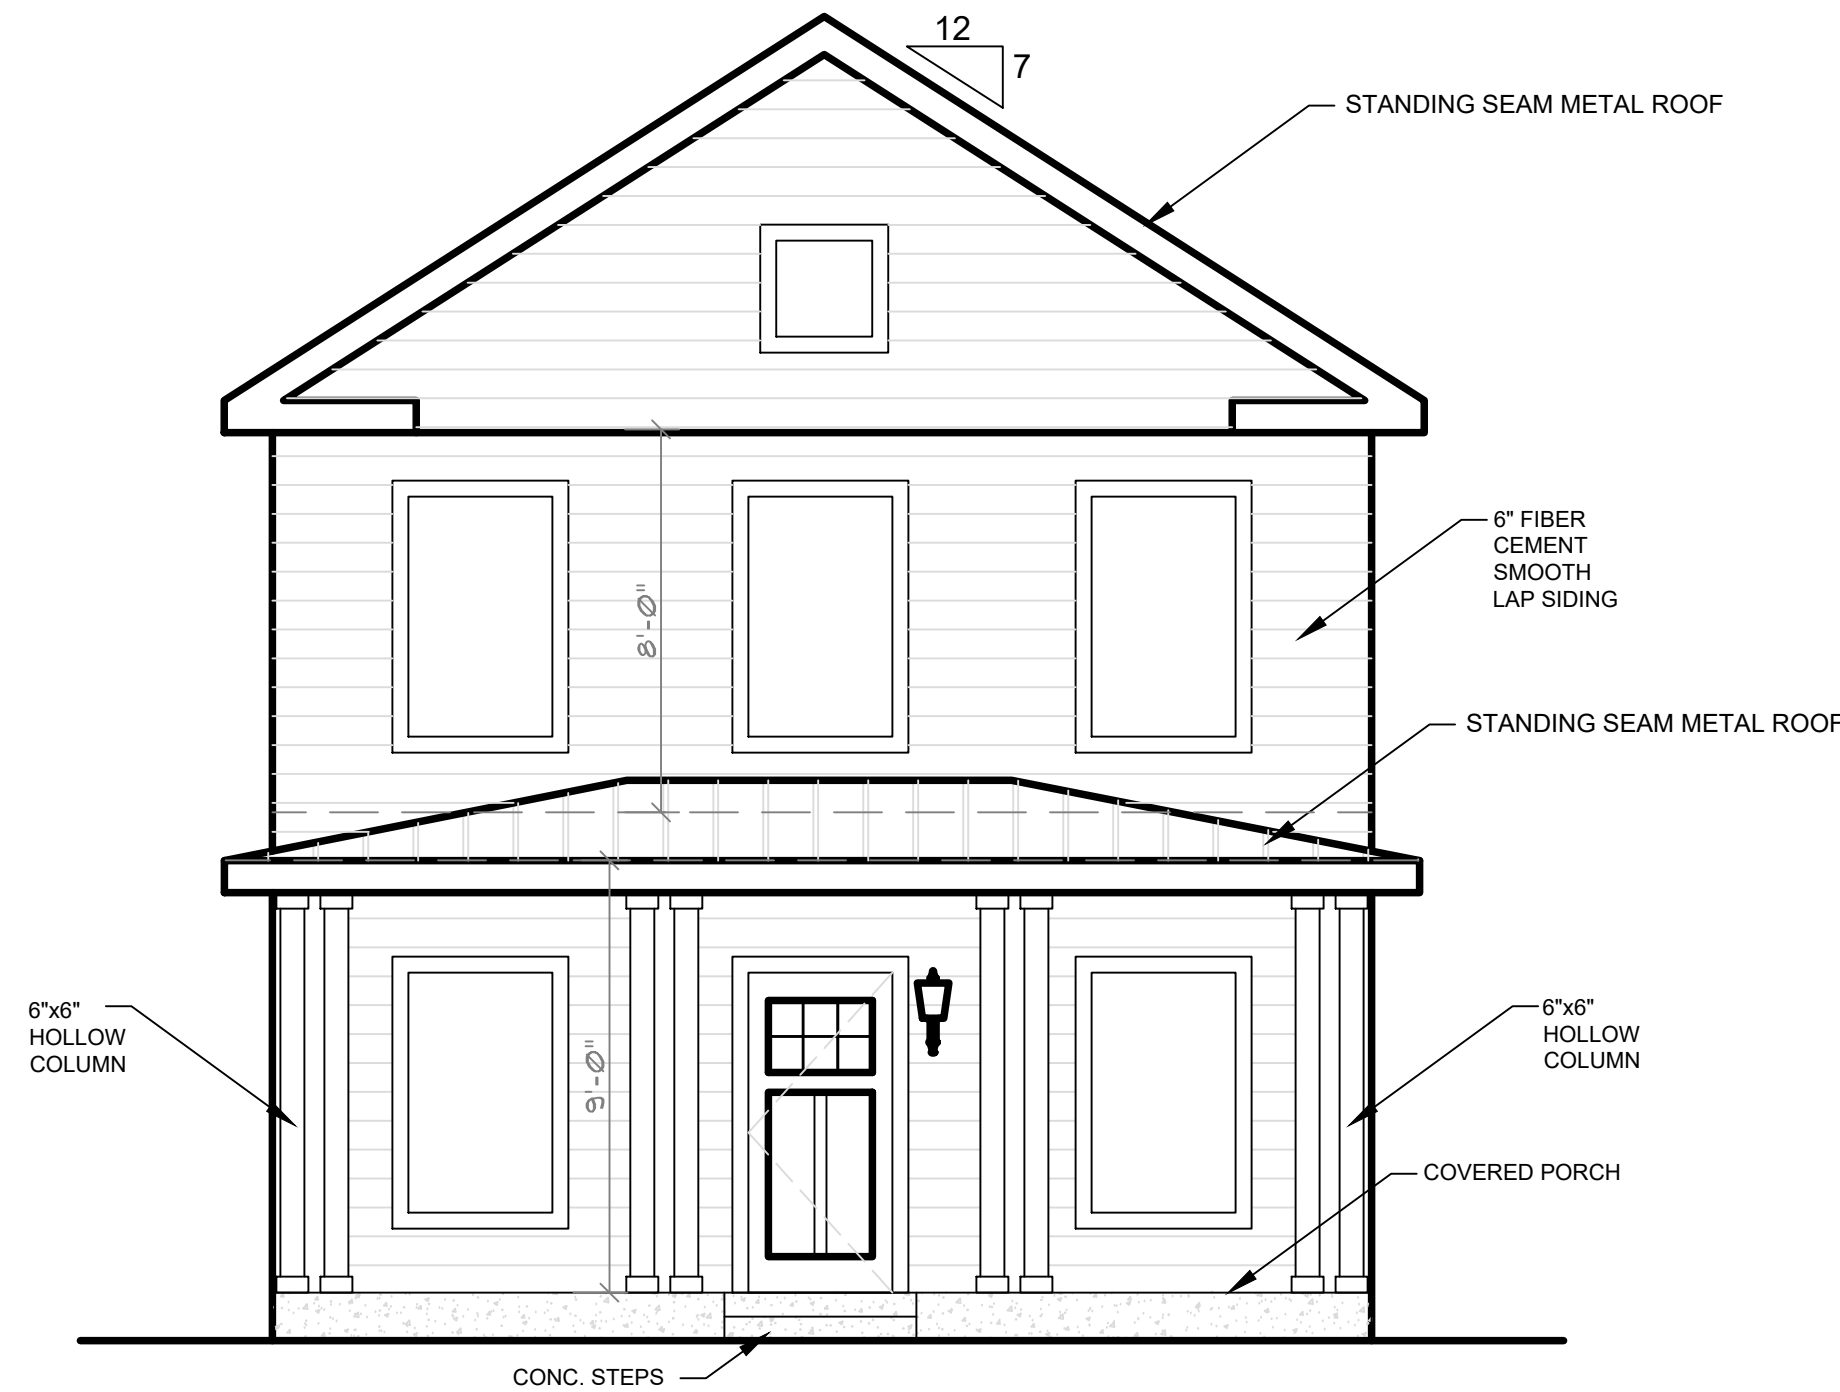 12
7
STANDING SEAM METAL ROOF
6" FIBER
CEMENT
SMOOTH
LAP SIDING
8'-0"
STANDING SEAM METAL ROOF
6"x6"
HOLLOW
COLUMN
9'-0"
6"x6"
HOLLOW
COLUMN
COVERED PORCH
CONC. STEPS